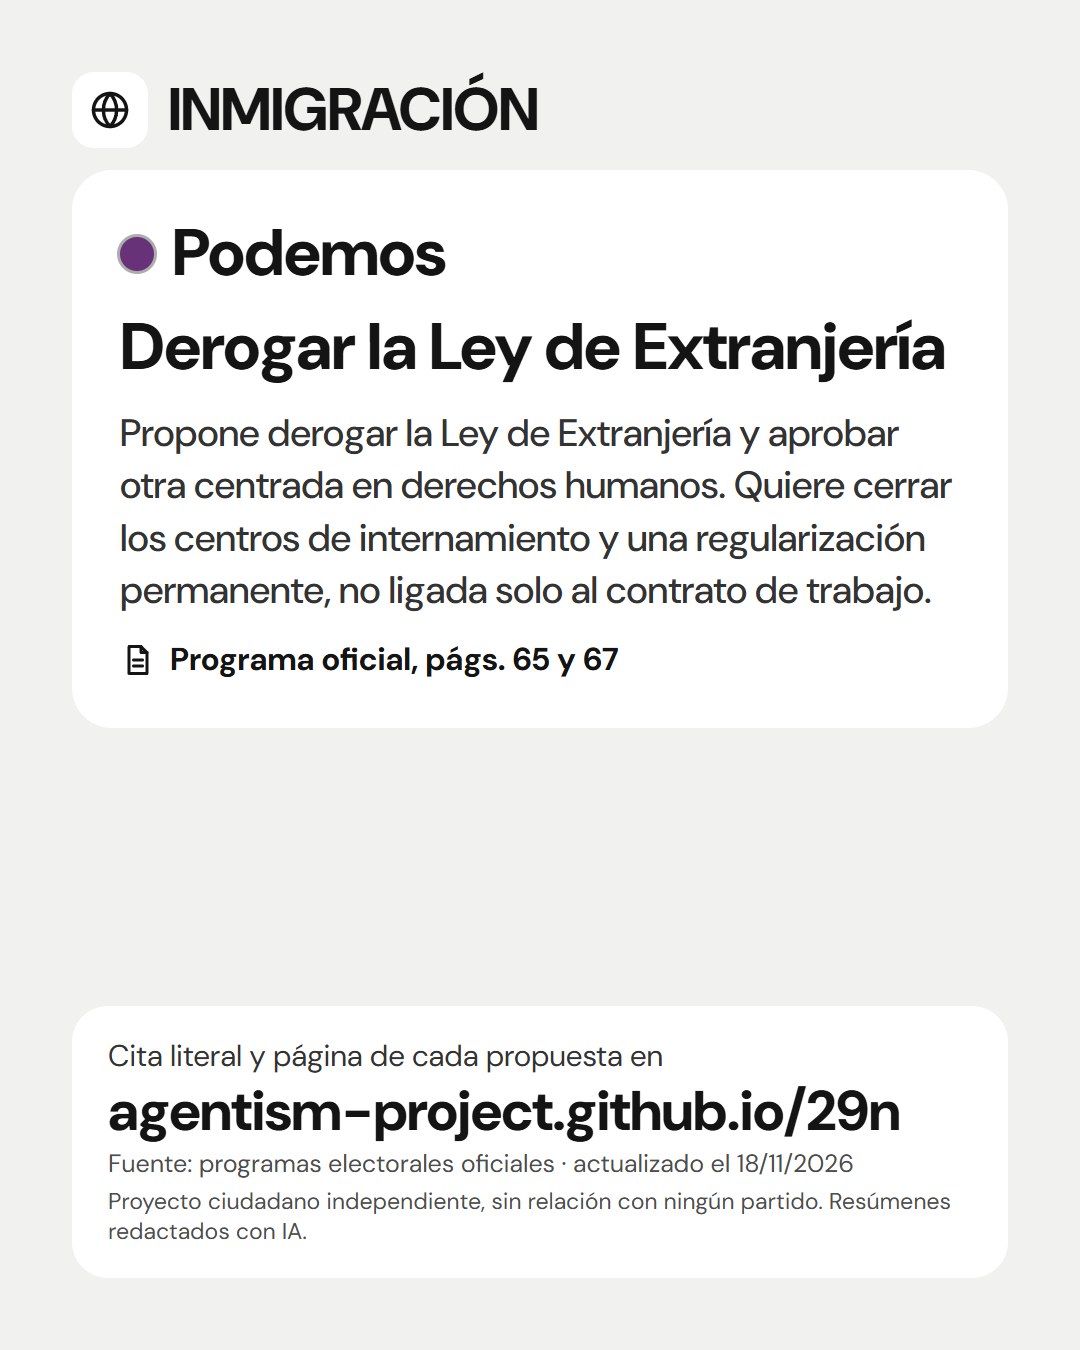 INMIGRACIÓN
Podemos
Derogar la Ley de Extranjería
Propone derogar la Ley de Extranjería y aprobar
otra centrada en derechos humanos. Quiere cerrar
los centros de internamiento y una regularización
permanente, no ligada solo al contrato de trabajo.
Programa oficial, págs. 65 y 67
Cita literal y página de cada propuesta en
agentism-project.github.io/29n
Fuente: programas electorales oficiales · actualizado el 18/11/2026
Proyecto ciudadano independiente, sin relación con ningún partido. Resúmenes
redactados con IA.